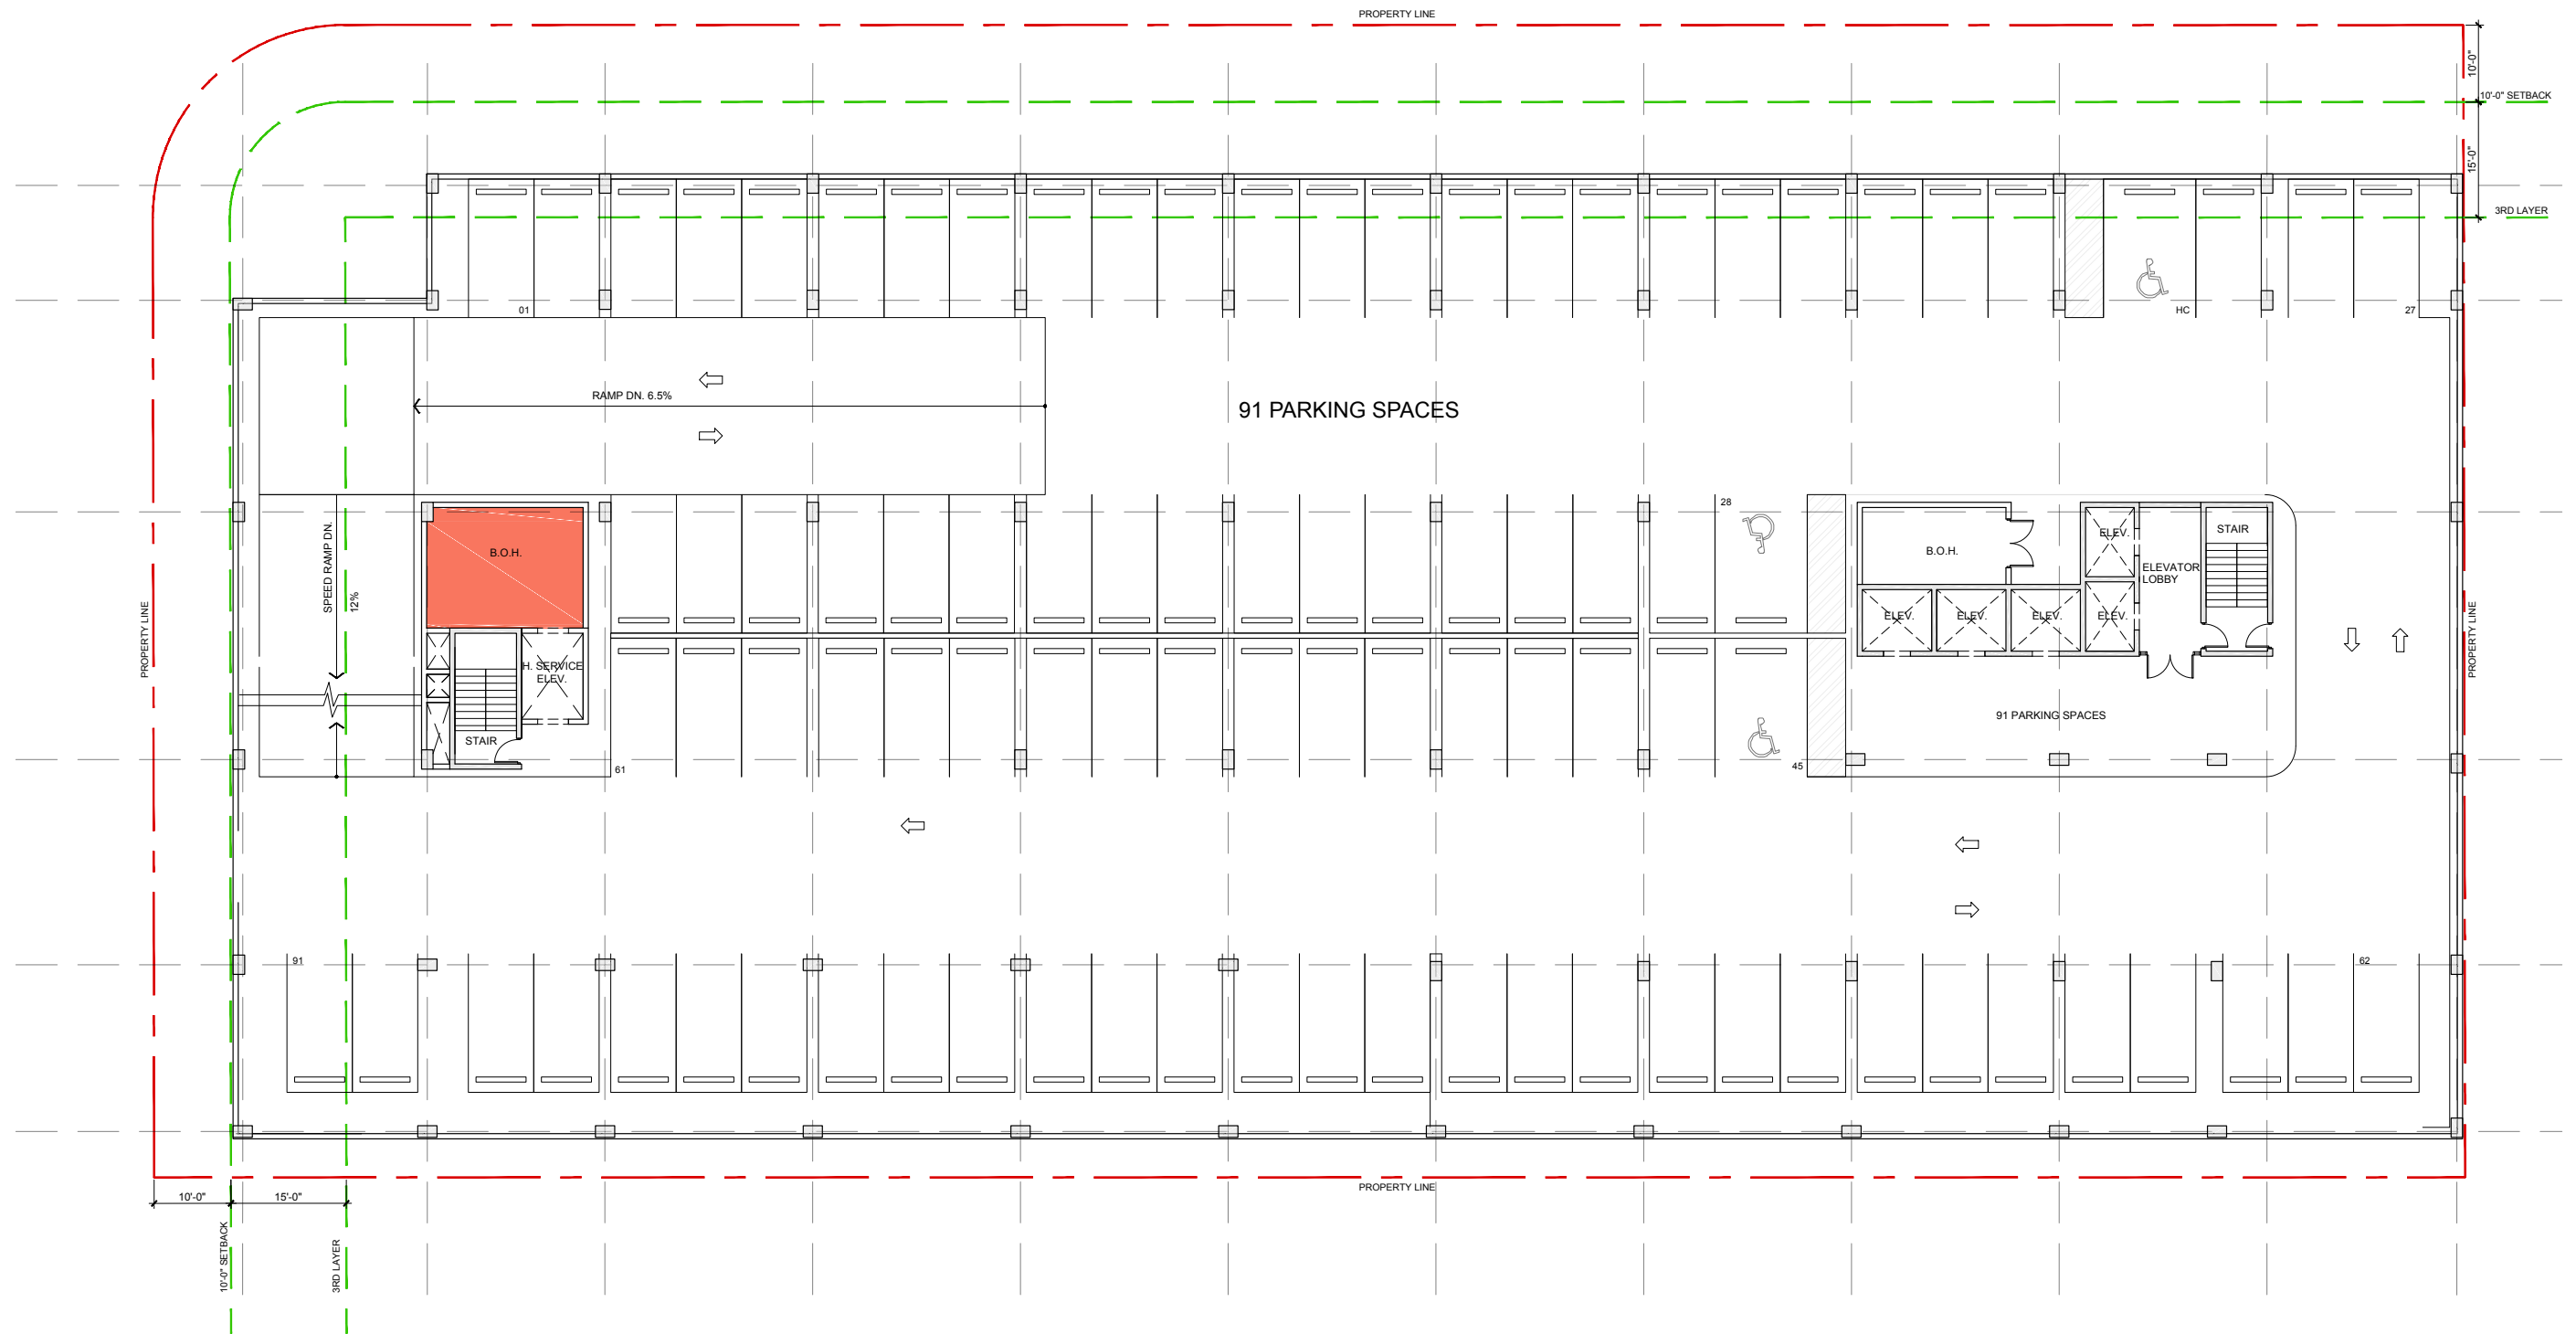 PROPERTY LINE
10'-0"
10'-0" SETBACK
15'-0"
3RD LAYER
01
HC
27
RAMP DN. 6.5%
91 PARKING SPACES
28
SPEED RAMP DN.
12%
B.O.H.
B.O.H.
ELEV.
STAIR
ELEVATOR
LOBBY
ELEV.
ELEV.
ELEV.
ELEV.
PROPERTY LINE
PROPERTY LINE
H. SERVICE
ELEV.
STAIR
91 PARKING SPACES
61
45
91
62
PROPERTY LINE
10'-0"
15'-0"
10'-0" SETBACK
3RD LAYER